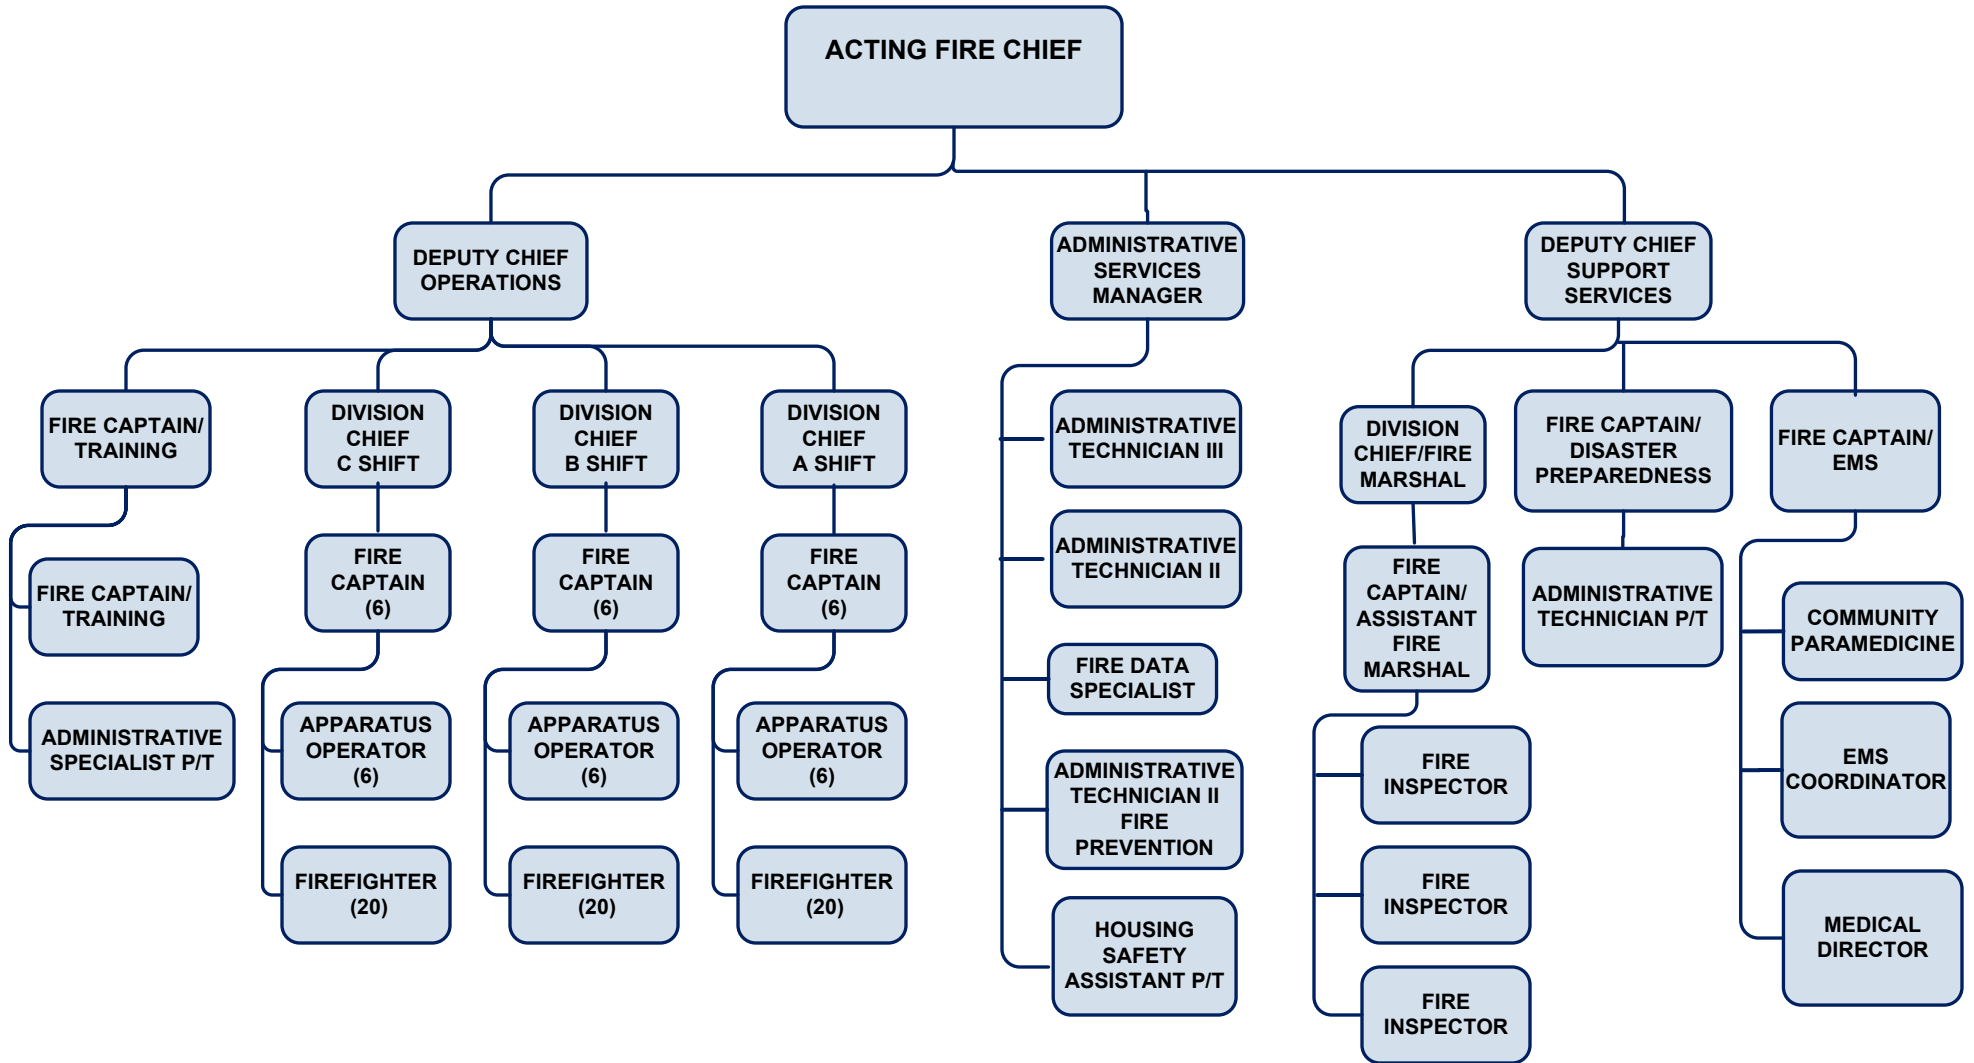 ACTING FIRE CHIEF
DEPUTY CHIEF
OPERATIONS
ADMINISTRATIVE
SERVICES
MANAGER
DEPUTY CHIEF
SUPPORT
SERVICES
FIRE CAPTAIN/
TRAINING
DIVISION
CHIEF
C SHIFT
DIVISION
CHIEF
B SHIFT
DIVISION
CHIEF
A SHIFT
ADMINISTRATIVE
TECHNICIAN III
DIVISION
CHIEF/FIRE
MARSHAL
FIRE CAPTAIN/
DISASTER
PREPAREDNESS
FIRE CAPTAIN/
EMS
FIRE CAPTAIN/
TRAINING
FIRE
CAPTAIN
(6)
FIRE
CAPTAIN
(6)
FIRE
CAPTAIN
(6)
ADMINISTRATIVE
TECHNICIAN II
FIRE
CAPTAIN/
ASSISTANT
FIRE
MARSHAL
ADMINISTRATIVE
TECHNICIAN P/T
COMMUNITY
PARAMEDICINE
FIRE DATA
SPECIALIST
ADMINISTRATIVE
SPECIALIST P/T
APPARATUS
OPERATOR
(6)
APPARATUS
OPERATOR
(6)
APPARATUS
OPERATOR
(6)
ADMINISTRATIVE
TECHNICIAN II
FIRE
PREVENTION
FIRE
INSPECTOR
EMS
COORDINATOR
FIREFIGHTER
(20)
FIREFIGHTER
(20)
FIREFIGHTER
(20)
HOUSING
SAFETY
ASSISTANT P/T
FIRE
INSPECTOR
MEDICAL
DIRECTOR
FIRE
INSPECTOR